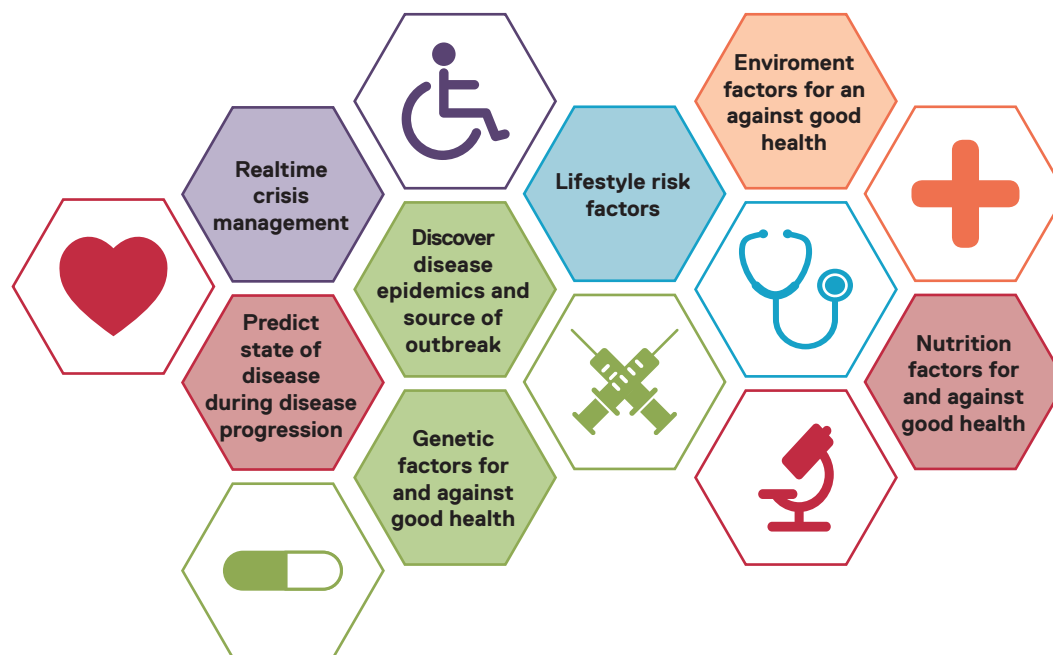 Realtime
crisis
management
Predict
state of
disease
during disease
progression
Discover
disease
epidemics and
source of
outbreak
Genetic
factors for
and against
good health
Lifestyle risk
factors
Enviroment
factors for an
against good
health
Nutrition
factors for
and against
good health